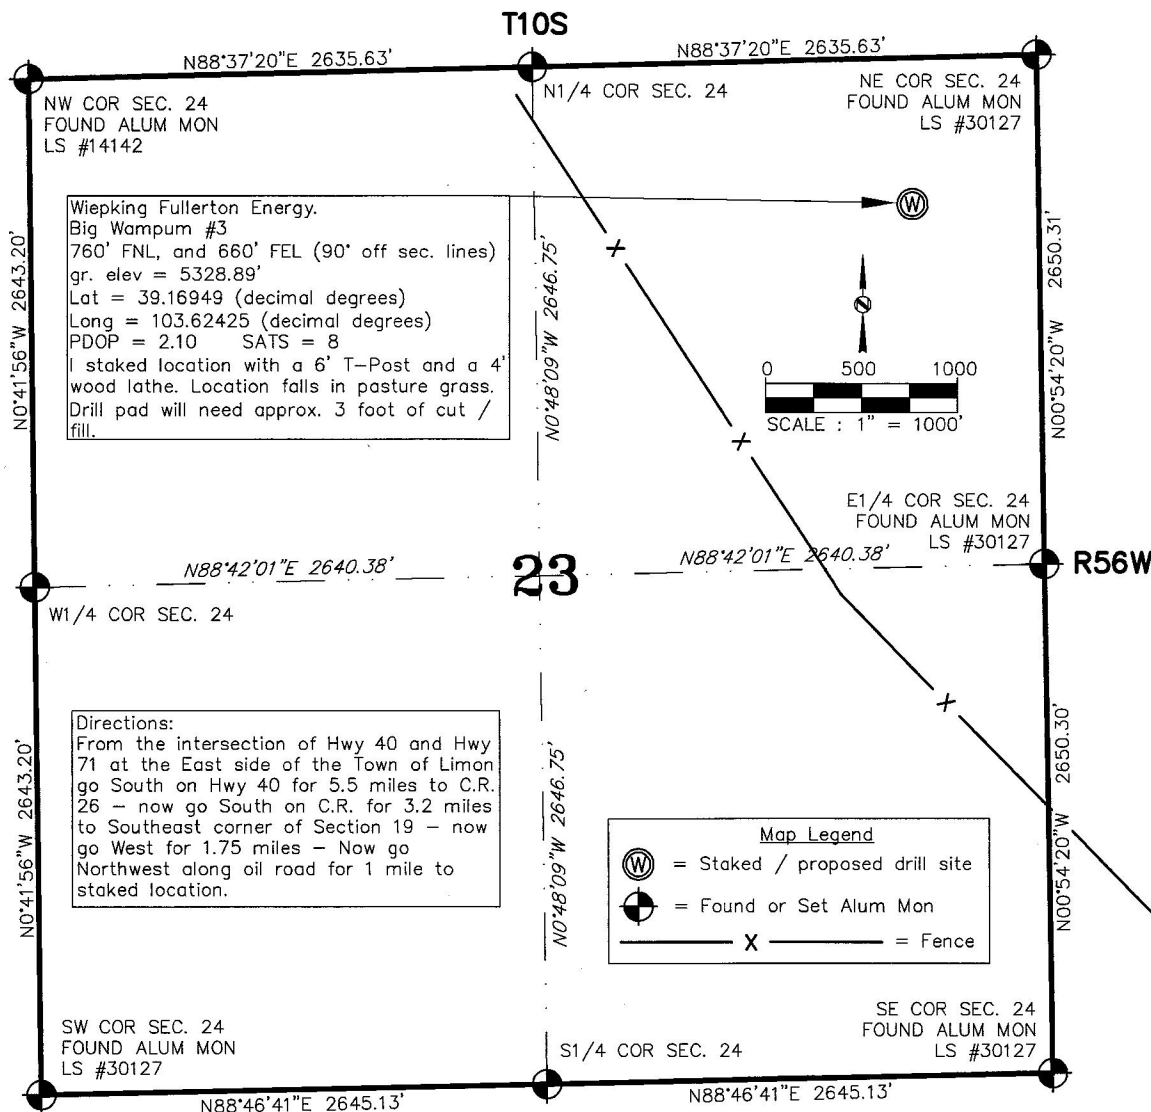 T10S
N88°37'20"E 2635.63'
N88°37'20"E 2635.63'
NW COR SEC. 24
FOUND ALUM MON
LS #14142
N1/4 COR SEC. 24
NE COR SEC. 24
FOUND ALUM MON
LS #30127
Wiepking Fullerton Energy.
Big Wampum #3
760' FNL, and 660' FEL (90° off sec. lines)
gr. elev = 5328.89'
Lat = 39.16949 (decimal degrees)
Long = 103.62425 (decimal degrees)
PDOP = 2.10 SATS = 8
I staked location with a 6' T-Post and a 4'
wood lathe. Location falls in pasture grass.
Drill pad will need approx. 3 foot of cut /
fill.
W
N0°41'56"W 2643.20'
N0°48'09"W 2646.75'
N00°54'20"W 2650.31'
X
Z
0 500 1000
SCALE : 1" = 1000'
X
E1/4 COR SEC. 24
FOUND ALUM MON
LS #30127
N88°42'01"E 2640.38'
23
N88°42'01"E 2640.38'
R56W
W1/4 COR SEC. 24
X
Directions:
From the intersection of Hwy 40 and Hwy
71 at the East side of the Town of Limon
go South on Hwy 40 for 5.5 miles to C.R.
26 – now go South on C.R. for 3.2 miles
to Southeast corner of Section 19 – now
go West for 1.75 miles – Now go
Northwest along oil road for 1 mile to
staked location.
N0°41'56"W 2643.20'
N0°48'09"W 2646.75'
N00°54'20"W 2650.30'
Map Legend
W = Staked / proposed drill site
= Found or Set Alum Mon
X = Fence
SW COR SEC. 24
FOUND ALUM MON
LS #30127
S1/4 COR SEC. 24
SE COR SEC. 24
FOUND ALUM MON
LS #30127
N88°46'41"E 2645.13'
N88°46'41"E 2645.13'